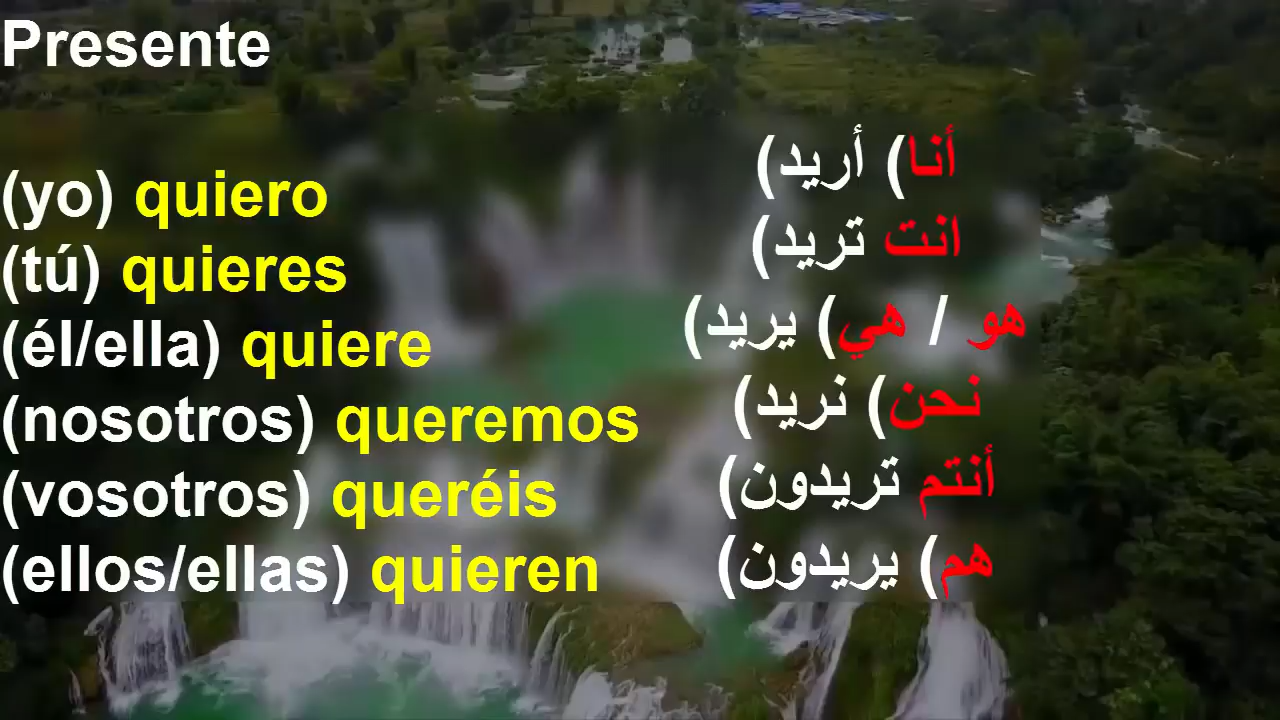 Presente
(yo) quiero
(tú) quieres
(él/ella) quiere
(nosotros) queremos
(vosotros) queréis
(ellos/ellas) quieren
أنا) أريد)
انت تريد)
هو / هي) يريد)
نحن) نريد)
أنتم تريدون)
هم) يريدون)